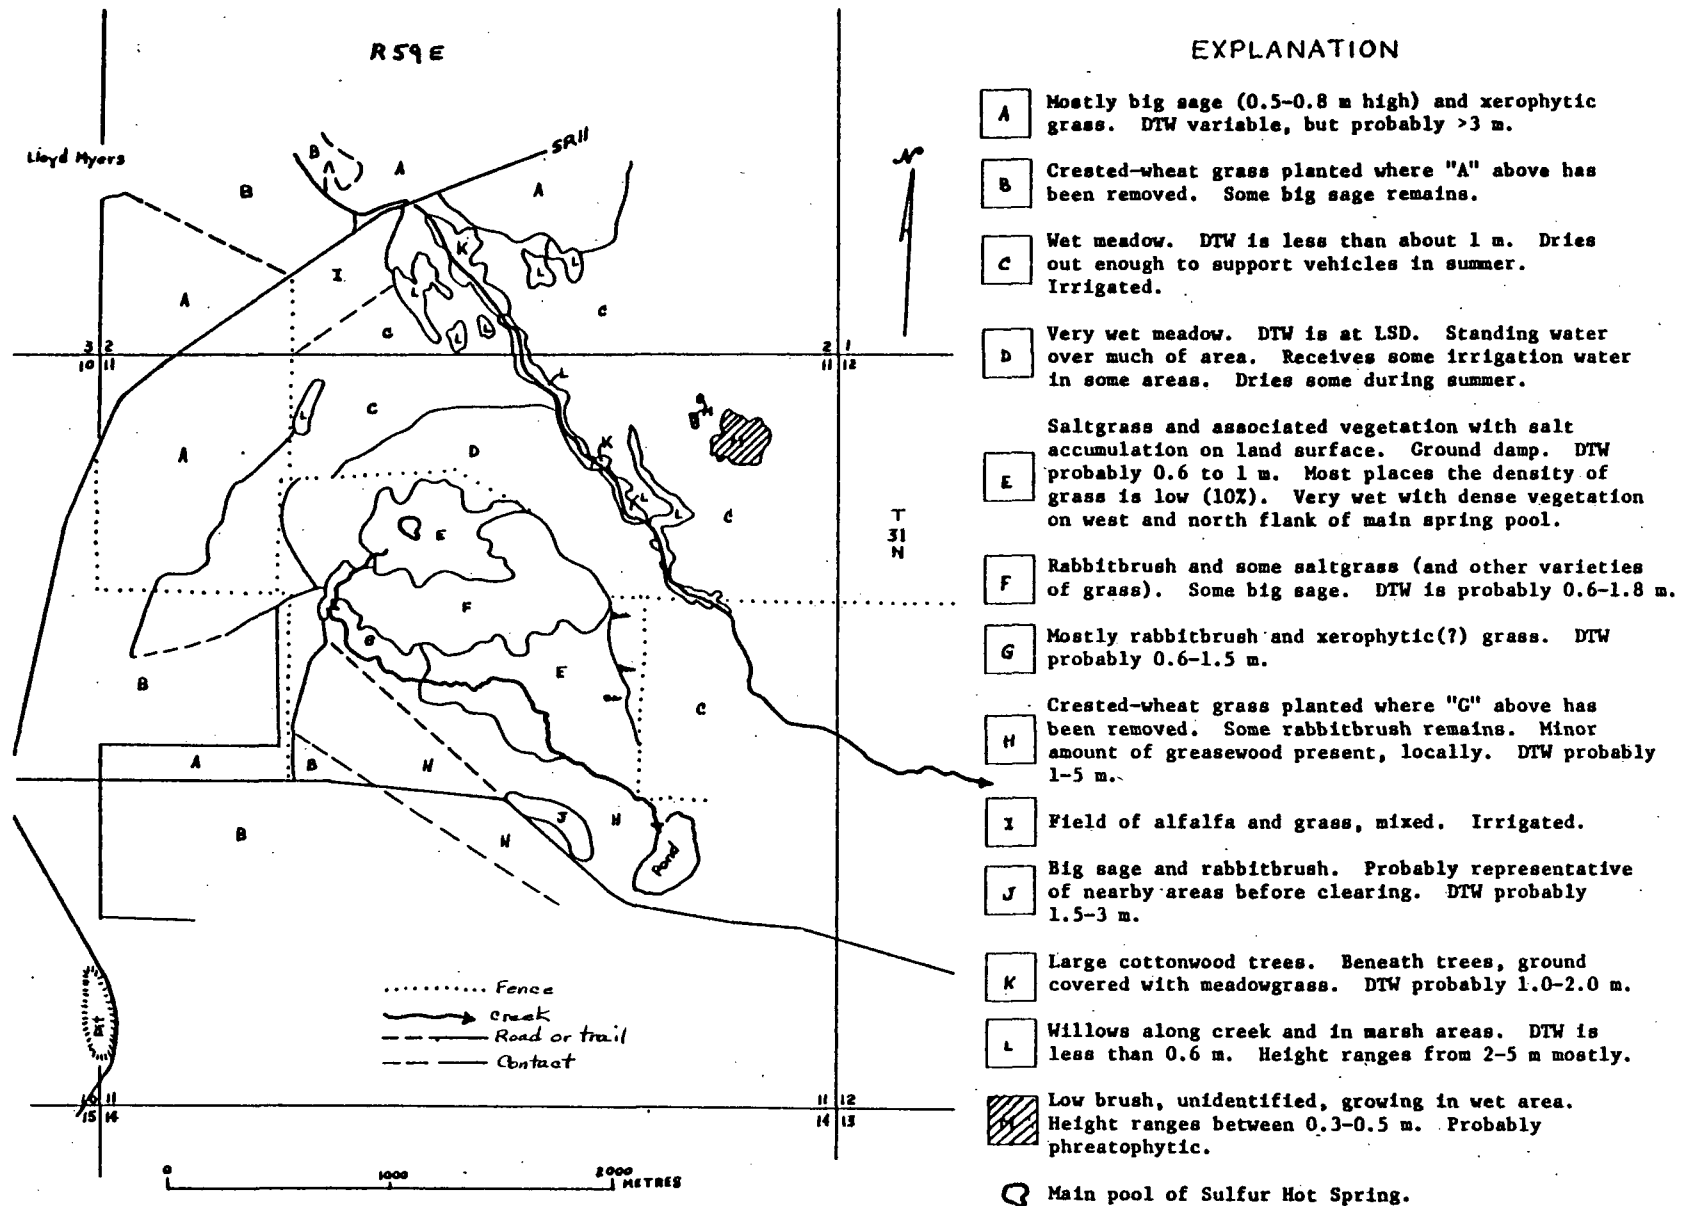 R 59 E
EXPLANATION
A
Mostly big sage (0.5-0.8 m high) and xerophytic
grass. DTW variable, but probably >3 m.
B
Crested-wheat grass planted where "A" above has
been removed. Some big sage remains.
C
Wet meadow. DTW is less than about 1 m. Dries
out enough to support vehicles in summer.
Irrigated.
D
Very wet meadow. DTW is at LSD. Standing water
over much of area. Receives some irrigation water
in some areas. Dries some during summer.
E
Saltgrass and associated vegetation with salt
accumulation on land surface. Ground damp. DTW
probably 0.6 to 1 m. Most places the density of
grass is low (10%). Very wet with dense vegetation
on west and north flank of main spring pool.
F
Rabbitbrush and some saltgrass (and other varieties
of grass). Some big sage. DTW is probably 0.6-1.8 m.
G
Mostly rabbitbrush and xerophytic(?) grass. DTW
probably 0.6-1.5 m.
H
Crested-wheat grass planted where "G" above has
been removed. Some rabbitbrush remains. Minor
amount of greasewood present, locally. DTW probably
1-5 m.
I
Field of alfalfa and grass, mixed. Irrigated.
J
Big sage and rabbitbrush. Probably representative
of nearby areas before clearing. DTW probably
1.5-3 m.
K
Large cottonwood trees. Beneath trees, ground
covered with meadowgrass. DTW probably 1.0-2.0 m.
L
Willows along creek and in marsh areas. DTW is
less than 0.6 m. Height ranges from 2-5 m mostly.
M
Low brush, unidentified, growing in wet area.
Height ranges between 0.3-0.5 m. Probably
phreatophytic.
Main pool of Sulfur Hot Spring.
Lloyd Myers
SR11
N
B
A
B
A
K
L
L
I
A
L
C
C
L
L
3 2
10 11
2 1
11 12
L
L
C
K
A
D
L
L
C
T
31
N
E
F
G
E
B
C
A
B
H
J
H
B
H
Pond
Fence
Creek
Road or trail
Contact
Pit
10 11
15 14
11 12
14 13
0
1000
2000
METRES